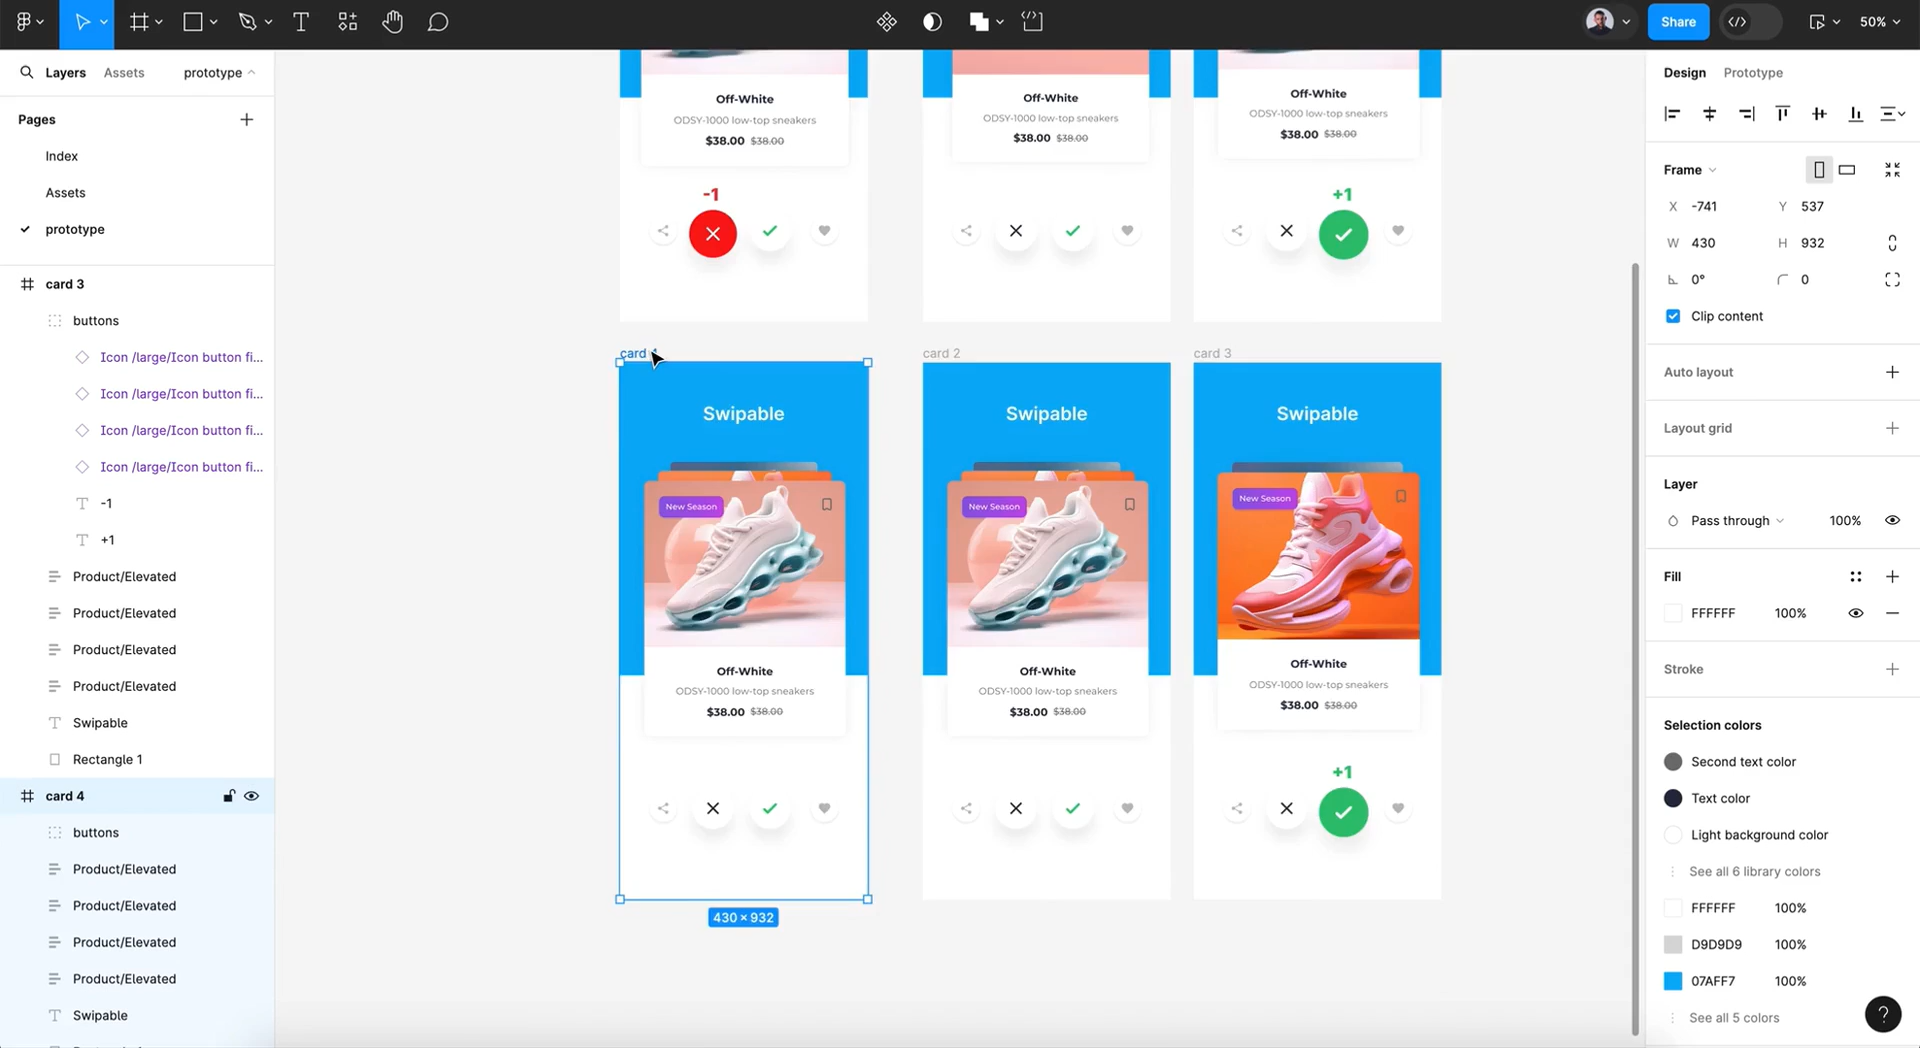 Share
50%
Layers
Assets
prototype
Pages
Index
Assets
prototype
card 3
buttons
Icon /large/Icon button fi...
Icon /large/Icon button fi...
Icon /large/Icon button fi...
Icon /large/Icon button fi...
-1
+1
Product/Elevated
Product/Elevated
Product/Elevated
Product/Elevated
Swipable
Rectangle 1
card 4
buttons
Product/Elevated
Product/Elevated
Product/Elevated
Product/Elevated
Swipable
Off-White
ODSY-1000 low-top sneakers
$38.00 $38.00
-1
Off-White
ODSY-1000 low-top sneakers
$38.00 $38.00
Off-White
ODSY-1000 low-top sneakers
$38.00 $38.00
+1
card
Swipable
New Season
Off-White
ODSY-1000 low-top sneakers
$38.00 $38.00
430 × 932
card 2
Swipable
New Season
Off-White
ODSY-1000 low-top sneakers
$38.00 $38.00
card 3
Swipable
New Season
Off-White
ODSY-1000 low-top sneakers
$38.00 $38.00
+1
Design
Prototype
Frame
X -741 Y 537
W 430 H 932
0° 0
Clip content
Auto layout
Layout grid
Layer
Pass through 100%
Fill
FFFFFF 100%
Stroke
Selection colors
Second text color
Text color
Light background color
See all 6 library colors
FFFFFF 100%
D9D9D9 100%
07AFF7 100%
See all 5 colors
?